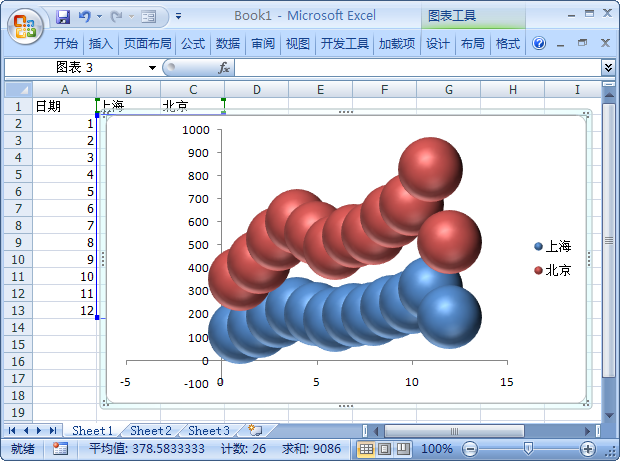 Book1 - Microsoft Excel
图表工具
开始 插入 页面布局 公式 数据 审阅 视图 开发工具 加载项 设计 布局 格式
图表 3
fx
A B C D E F G H I
1 日期 上海 北京
2 1
3 2
4 3
5 4
6 5
7 6
8 7
9 8
10 9
11 10
12 11
13 12
14
15
16
17
18
19
1000
900
800
700
600
500
400
300
200
100
0
-100
-5 0 5 10 15
上海
北京
Sheet1 Sheet2 Sheet3
就绪 平均值: 378.5833333 计数: 26 求和: 9086 100%